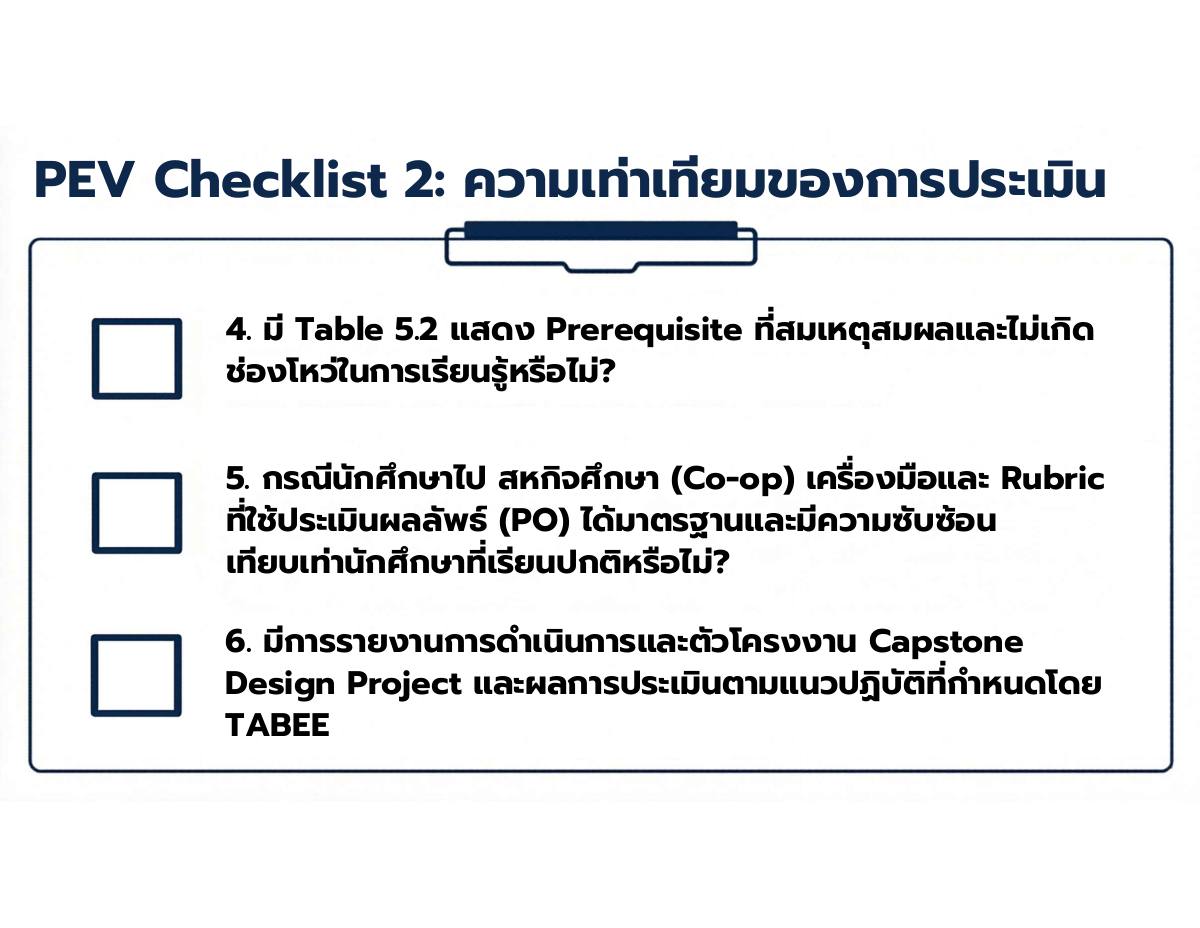 PEV Checklist 2: ความเท่าเทียมของการประเมิน
4. มี Table 5.2 แสดง Prerequisite ที่สมเหตุสมผลและไม่เกิด
ช่องโหว่ในการเรียนรู้หรือไม่?
5. กรณีนักศึกษาไป สหกิจศึกษา (Co-op) เครื่องมือและ Rubric
ที่ใช้ประเมินผลลัพธ์ (PO) ได้มาตรฐานและมีความซับซ้อน
เทียบเท่านักศึกษาที่เรียนปกติหรือไม่?
6. มีการรายงานการดำเนินการและตัวโครงงาน Capstone
Design Project และผลการประเมินตามแนวปฏิบัติที่กำหนดโดย
TABEE